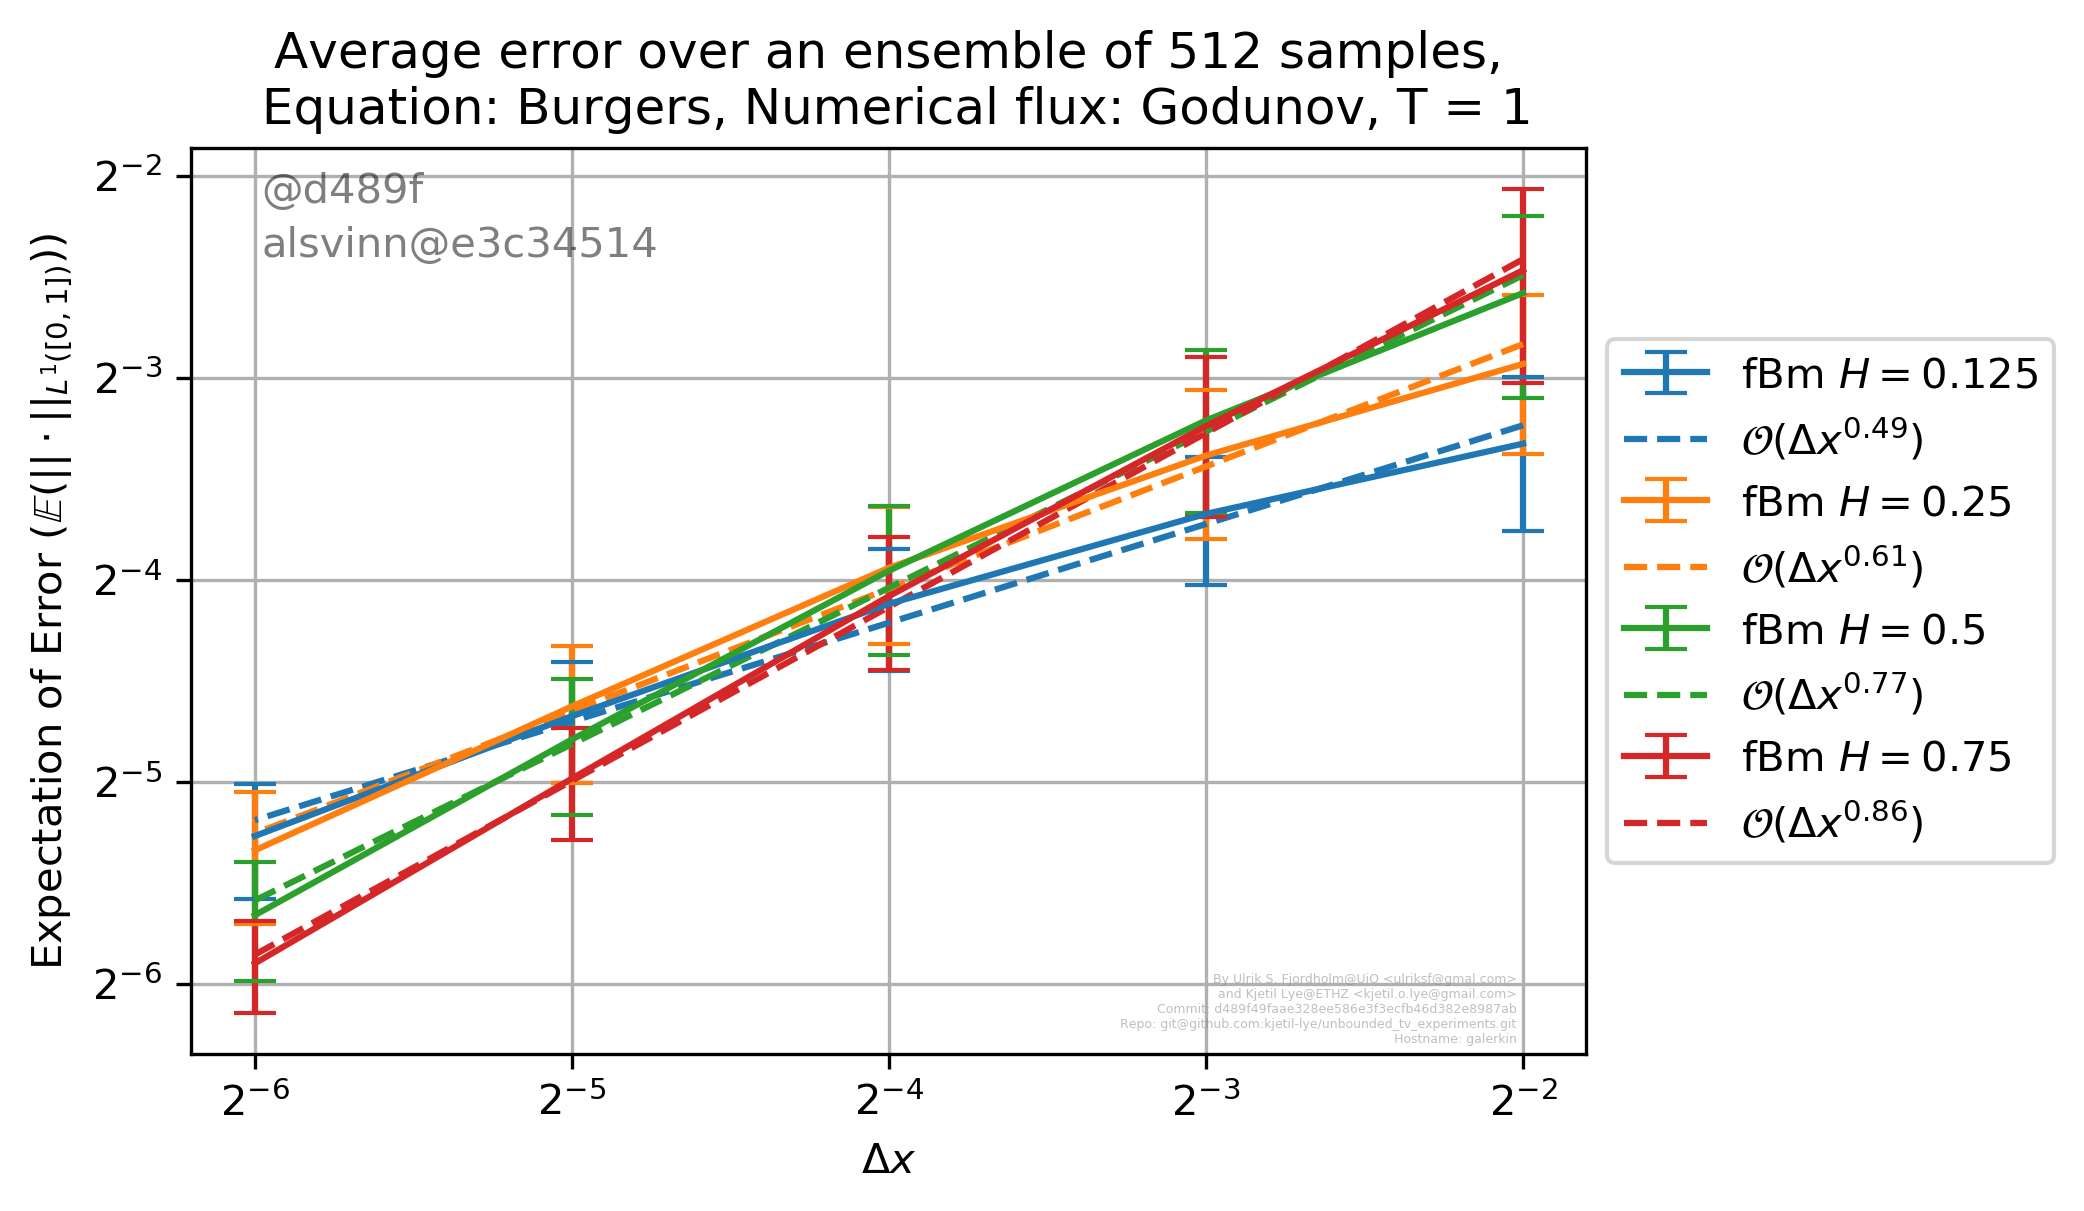 Average error over an ensemble of 512 samples,
Equation: Burgers, Numerical flux: Godunov, T = 1
@d489f
alsvinn@e3c34514
Expectation of Error (𝔼(||·||_{L^1([0,1])}))
2^{-2}
2^{-3}
2^{-4}
2^{-5}
2^{-6}
2^{-6} 2^{-5} 2^{-4} 2^{-3} 2^{-2}
Δx
fBm H = 0.125
𝒪(Δx^{0.49})
fBm H = 0.25
𝒪(Δx^{0.61})
fBm H = 0.5
𝒪(Δx^{0.77})
fBm H = 0.75
𝒪(Δx^{0.86})
By Ulrik S. Fjordholm@UiO <ulriksf@gmal.com>
and Kjetil Lye@ETHZ <kjetil.o.lye@gmail.com>
Commit: d489f49faae328ee586e3f3ecfb46d382e8987ab
Repo: git@github.com:kjetil-lye/unbounded_tv_experiments.git
Hostname: galerkin